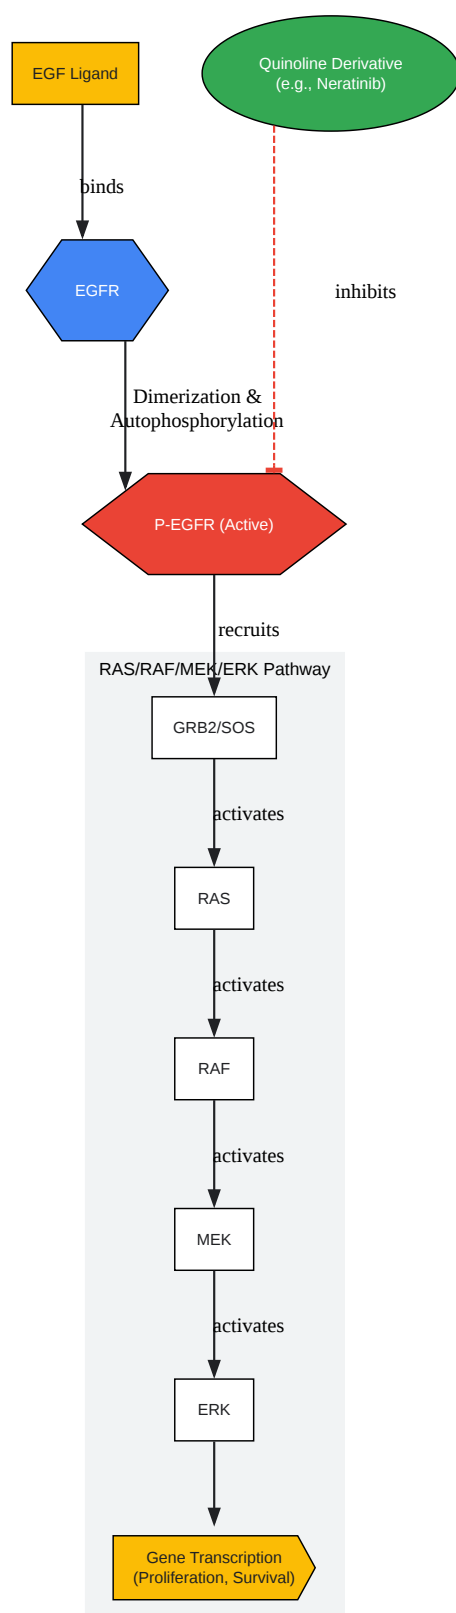 EGF Ligand
Quinoline Derivative
(e.g., Neratinib)
binds
EGFR
inhibits
Dimerization &
Autophosphorylation
P-EGFR (Active)
recruits
RAS/RAF/MEK/ERK Pathway
GRB2/SOS
activates
RAS
activates
RAF
activates
MEK
activates
ERK
Gene Transcription
(Proliferation, Survival)